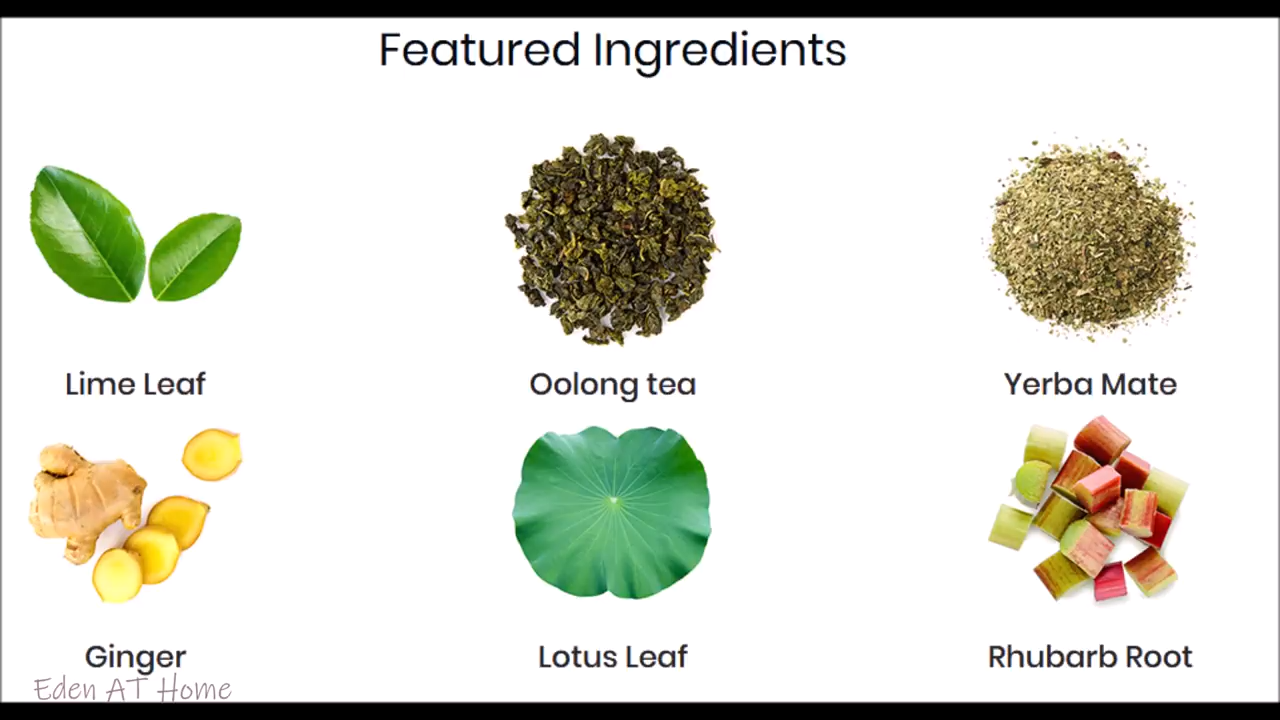 Featured Ingredients
Lime Leaf
Oolong tea
Yerba Mate
Ginger
Lotus Leaf
Rhubarb Root
Eden AT Home